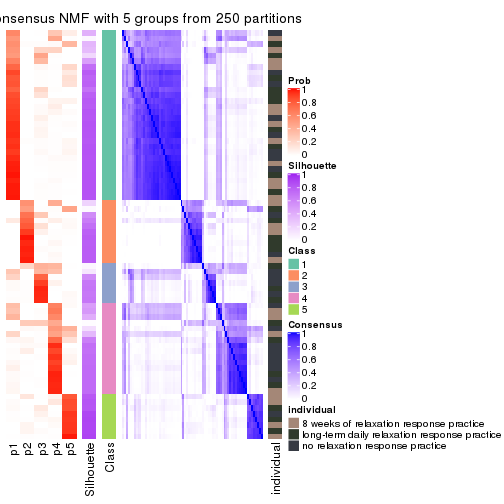 onsensus NMF with 5 groups from 250 partitions
Prob
1
0.8
0.6
0.4
0.2
0
Silhouette
1
0.8
0.6
0.4
0.2
0
Class
1
2
3
4
5
Consensus
1
0.8
0.6
0.4
0.2
0
individual
8 weeks of relaxation response practice
long-term daily relaxation response practice
no relaxation response practice
p1
p2
p3
p4
p5
Silhouette
Class
individual